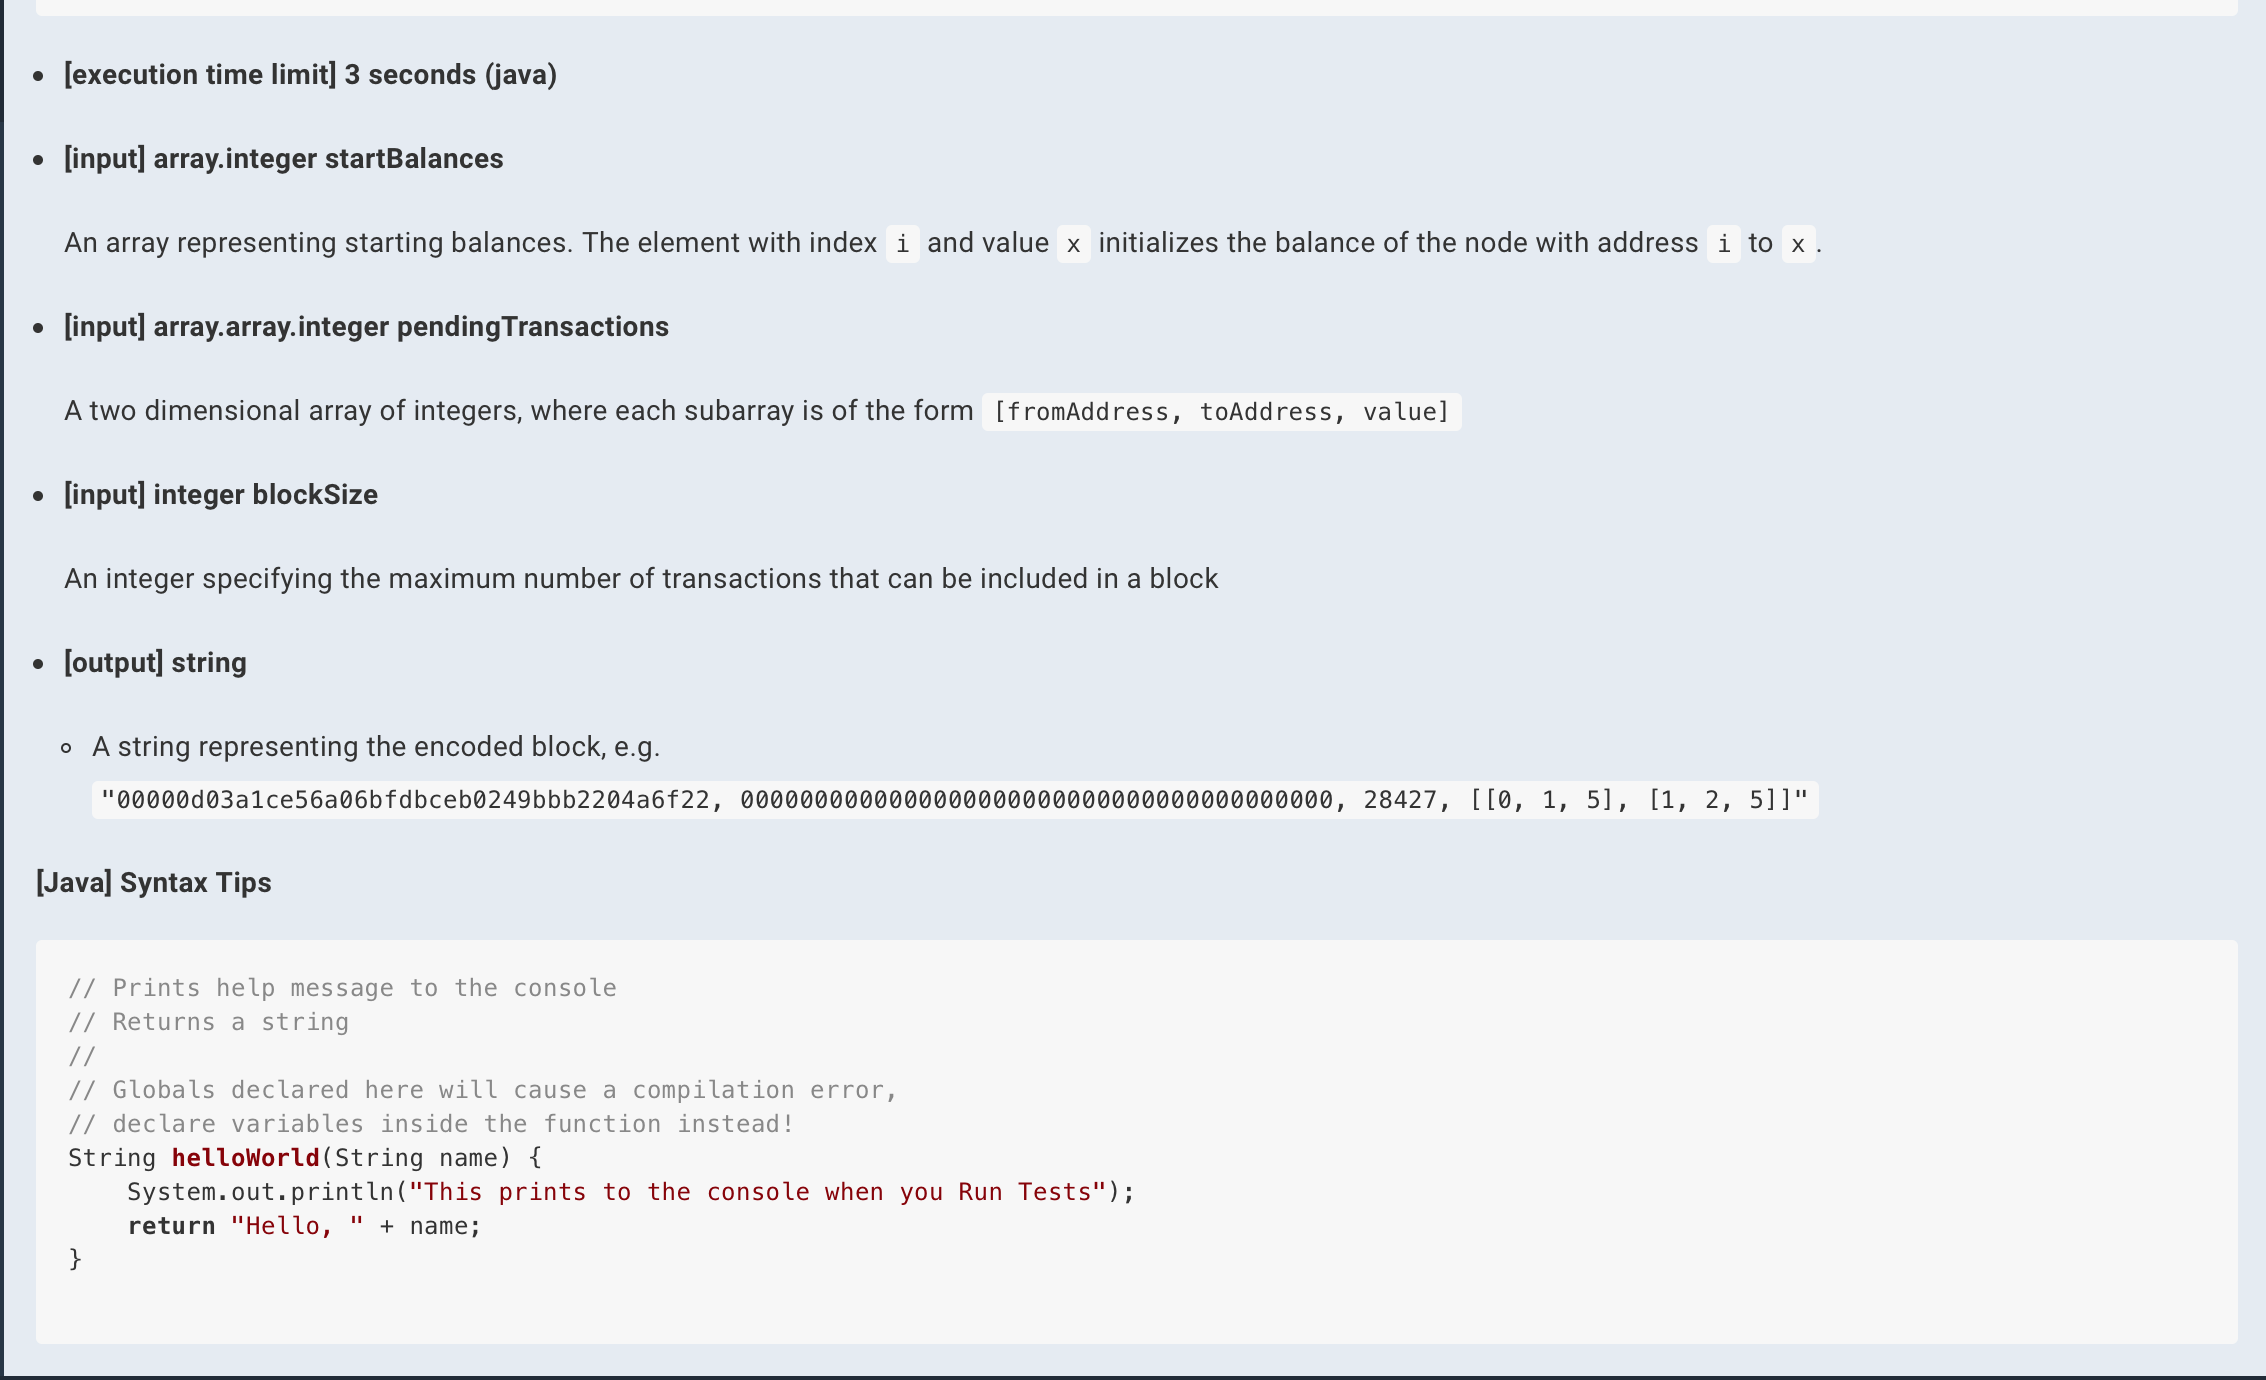 [execution time limit] 3 seconds (java)
[input] array.integer startBalances
An array representing starting balances. The element with index i and value x initializes the balance of the node with address i to x.
[input] array.array.integer pendingTransactions
A two dimensional array of integers, where each subarray is of the form [fromAddress, toAddress, value]
[input] integer blockSize
An integer specifying the maximum number of transactions that can be included in a block
[output] string
A string representing the encoded block, e.g.
"00000d03a1ce56a06bfdbceb0249bbb2204a6f22, 0000000000000000000000000000000000000000, 28427, [[0, 1, 5], [1, 2, 5]]"
[Java] Syntax Tips
// Prints help message to the console
// Returns a string
//
// Globals declared here will cause a compilation error,
// declare variables inside the function instead!
String helloWorld(String name) {
    System.out.println("This prints to the console when you Run Tests");
    return "Hello, " + name;
}